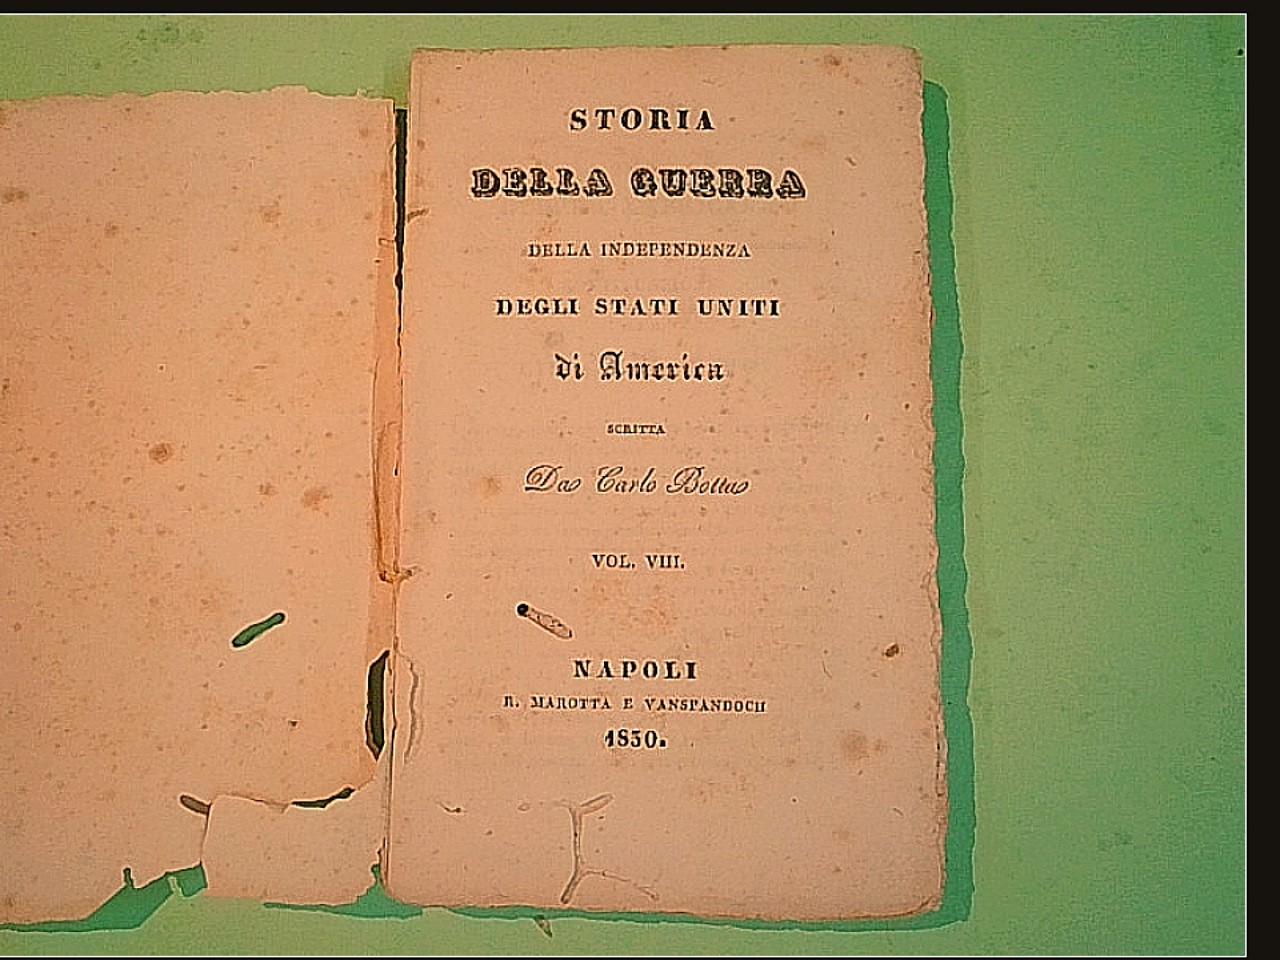 STORIA
DELLA GUERRA
DELLA INDEPENDENZA
DEGLI STATI UNITI
di America
SCRITTA
Da Carlo Botta
VOL. VIII.
NAPOLI
R. MAROTTA E VANSPANDOCH
1830.